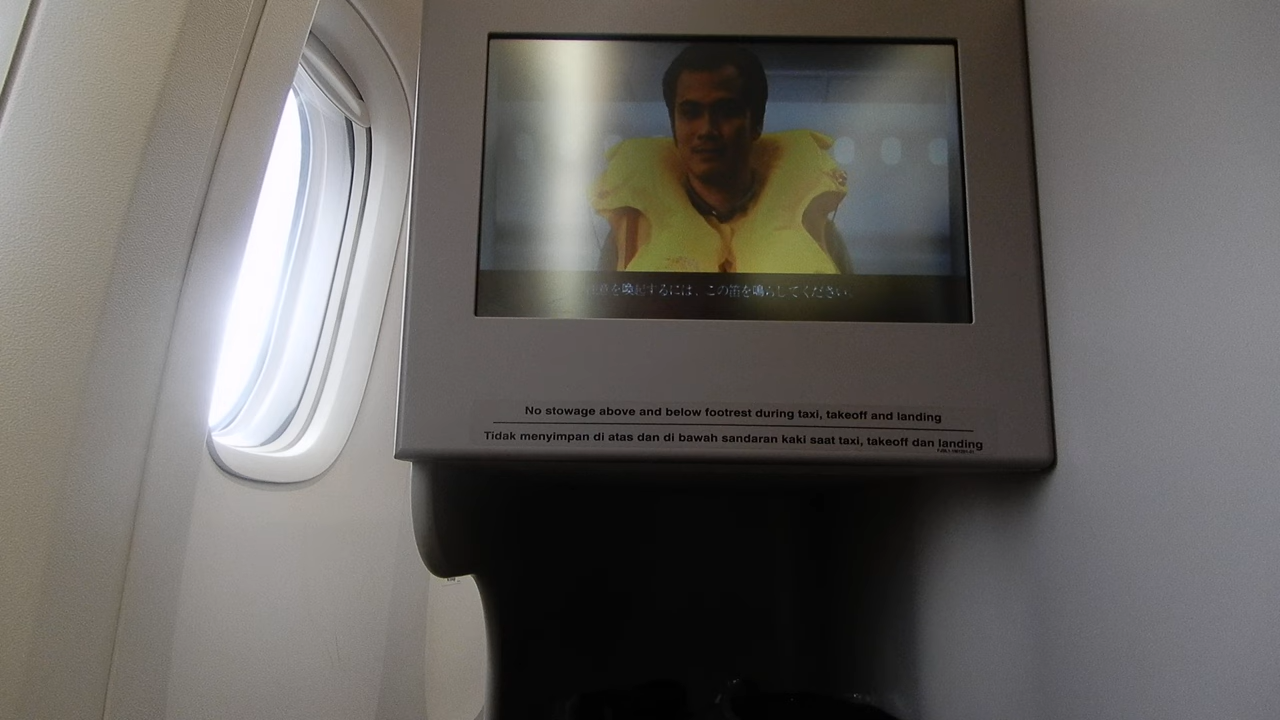 注意を喚起するには、この笛を鳴らしてください。
No stowage above and below footrest during taxi, takeoff and landing
Tidak menyimpan di atas dan di bawah sandaran kaki saat taxi, takeoff dan landing